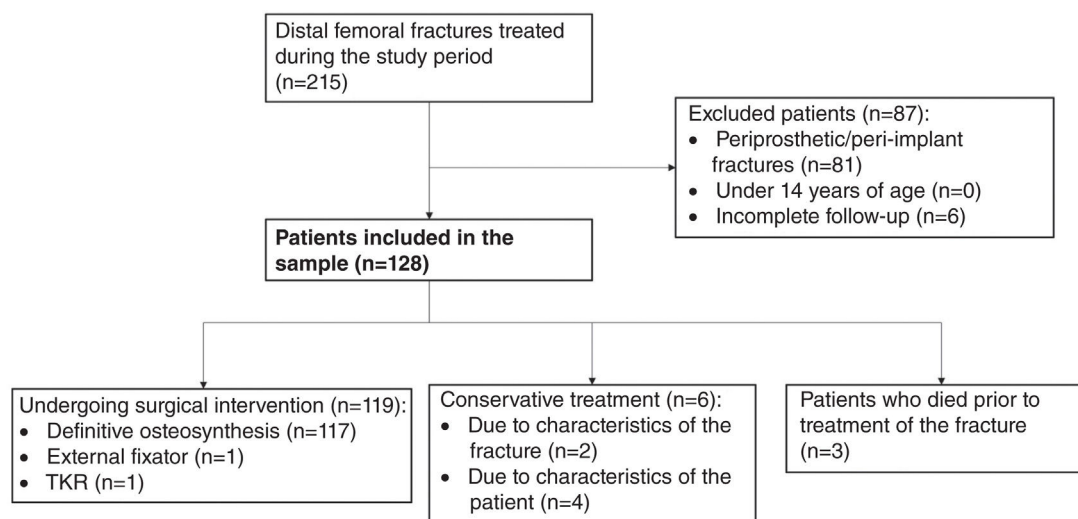 Distal femoral fractures treated
during the study period
(n=215)
Excluded patients (n=87):
• Periprosthetic/peri-implant
fractures (n=81)
• Under 14 years of age (n=0)
• Incomplete follow-up (n=6)
Patients included in the
sample (n=128)
Undergoing surgical intervention (n=119):
• Definitive osteosynthesis (n=117)
• External fixator (n=1)
• TKR (n=1)
Conservative treatment (n=6):
• Due to characteristics of the
fracture (n=2)
• Due to characteristics of the
patient (n=4)
Patients who died prior to
treatment of the fracture
(n=3)